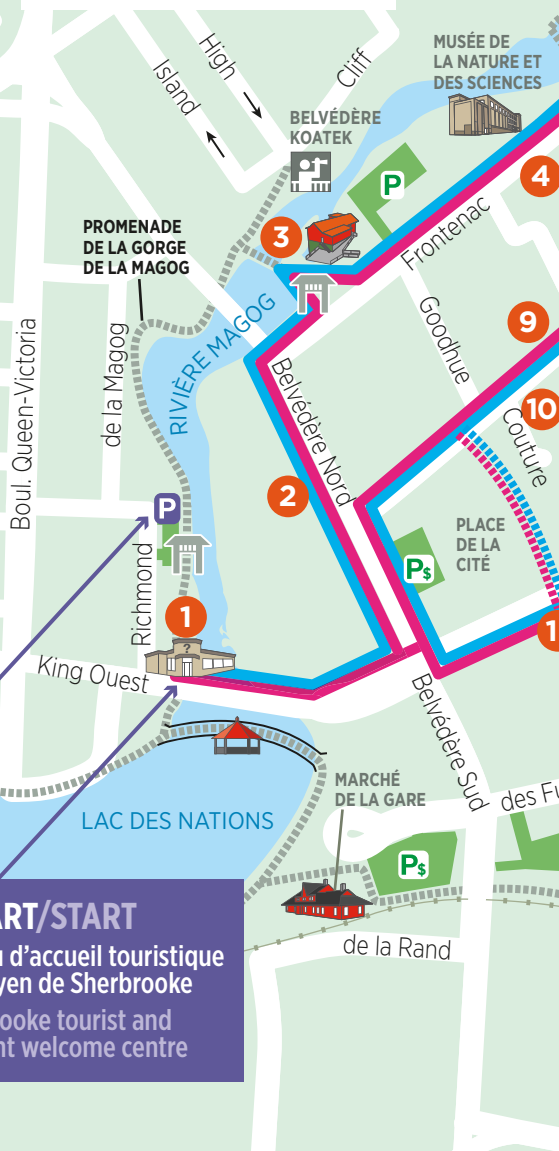 MUSÉE DE
LA NATURE ET
DES SCIENCES
High
Cliff
Island
BELVÉDÈRE
KOATEK
P
4
PROMENADE
DE LA GORGE
DE LA MAGOG
3
Frontenac
RIVIÈRE MAGOG
Goodhue
9
Boul. Queen-Victoria
de la Magog
Belvédère Nord
10
Couture
2
P
PLACE
DE LA
CITÉ
P$
Richmond
1
?
1
King Ouest
Belvédère Sud
MARCHÉ
DE LA GARE
des Fu
LAC DES NATIONS
P$
ART/START
u d'accueil touristique
yen de Sherbrooke
ooke tourist and
nt welcome centre
de la Rand